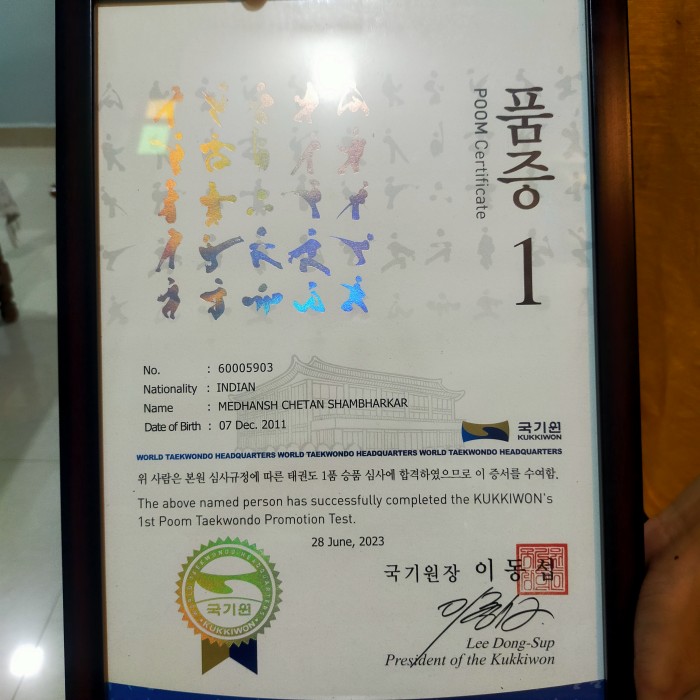 품증
POOM Certificate
1
No. : 60005903
Nationality : INDIAN
Name : MEDHANSH CHETAN SHAMBHARKAR
Date of Birth : 07 Dec. 2011
국기원
KUKKIWON
WORLD TAEKWONDO HEADQUARTERS WORLD TAEKWONDO HEADQUARTERS WORLD TAEKWONDO HEADQUARTERS
위 사람은 본원 심사규정에 따른 태권도 1품 승품 심사에 합격하였으므로 이 증서를 수여함.
The above named person has successfully completed the KUKKIWON's
1st Poom Taekwondo Promotion Test.
28 June, 2023
국기원장 이동섭
WORLD TAEKWONDO HEADQUARTERS
국기원
KUKKIWON
Lee Dong-Sup
President of the Kukkiwon